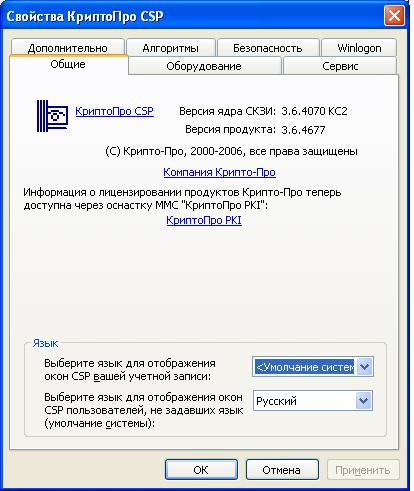 Свойства КриптоПро CSP
Дополнительно Алгоритмы Безопасность Winlogon
Общие Оборудование Сервис
КриптоПро CSP Версия ядра СКЗИ: 3.6.4070 КС2
Версия продукта: 3.6.4677
(С) Крипто-Про, 2000-2006, все права защищены
Компания Крипто-Про
Информация о лицензировании продуктов Крипто-Про теперь
доступна через оснастку ММС "КриптоПро PKI":
КриптоПро PKI
Язык
Выберите язык для отображения
окон CSP вашей учетной записи:
<Умолчание систем
Выберите язык для отображения окон
CSP пользователей, не задавших язык
(умолчание системы):
Русский
ОК Отмена Применить